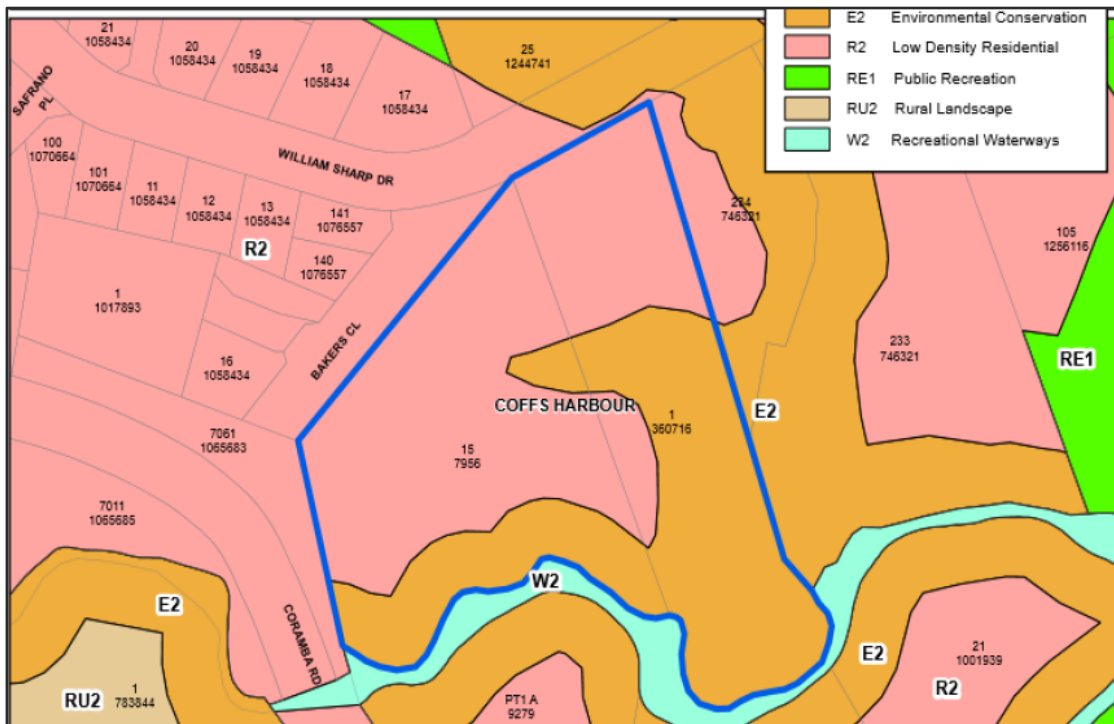 E2 Environmental Conservation
R2 Low Density Residential
RE1 Public Recreation
RU2 Rural Landscape
W2 Recreational Waterways
21
1058434
20
1058434
19
1058434
18
1058434
17
1058434
25
1244741
SAFRANO
PL
100
1070664
101
1070664
11
1058434
12
1058434
13
1058434
141
1076557
140
1076557
WILLIAM SHARP DR
R2
234
746321
105
1256116
1
1017893
16
1058434
BAKERS CL
233
746321
RE1
COFFS HARBOUR
1
360716
E2
7061
1065683
15
7956
7011
1065685
W2
E2
CORAMBA RD
E2
21
1001939
R2
RU2
1
783844
PT1 A
9279